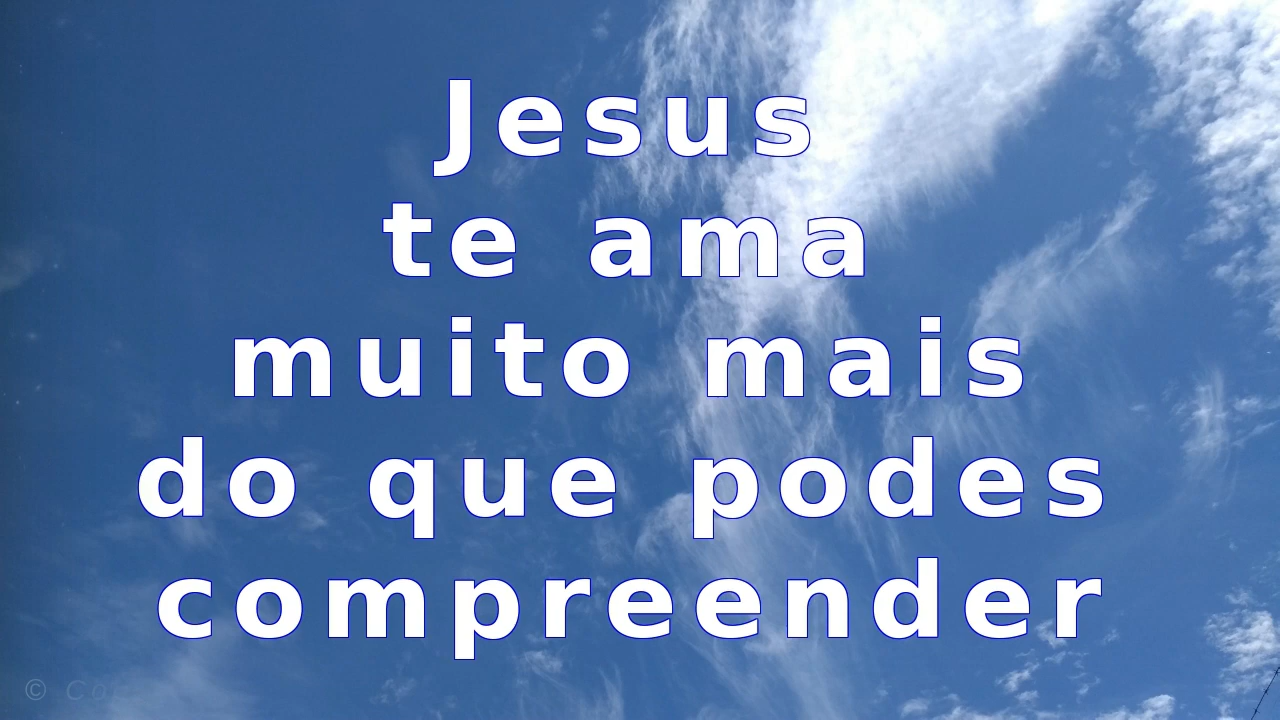 Jesus
te ama
muito mais
do que podes
compreender
©